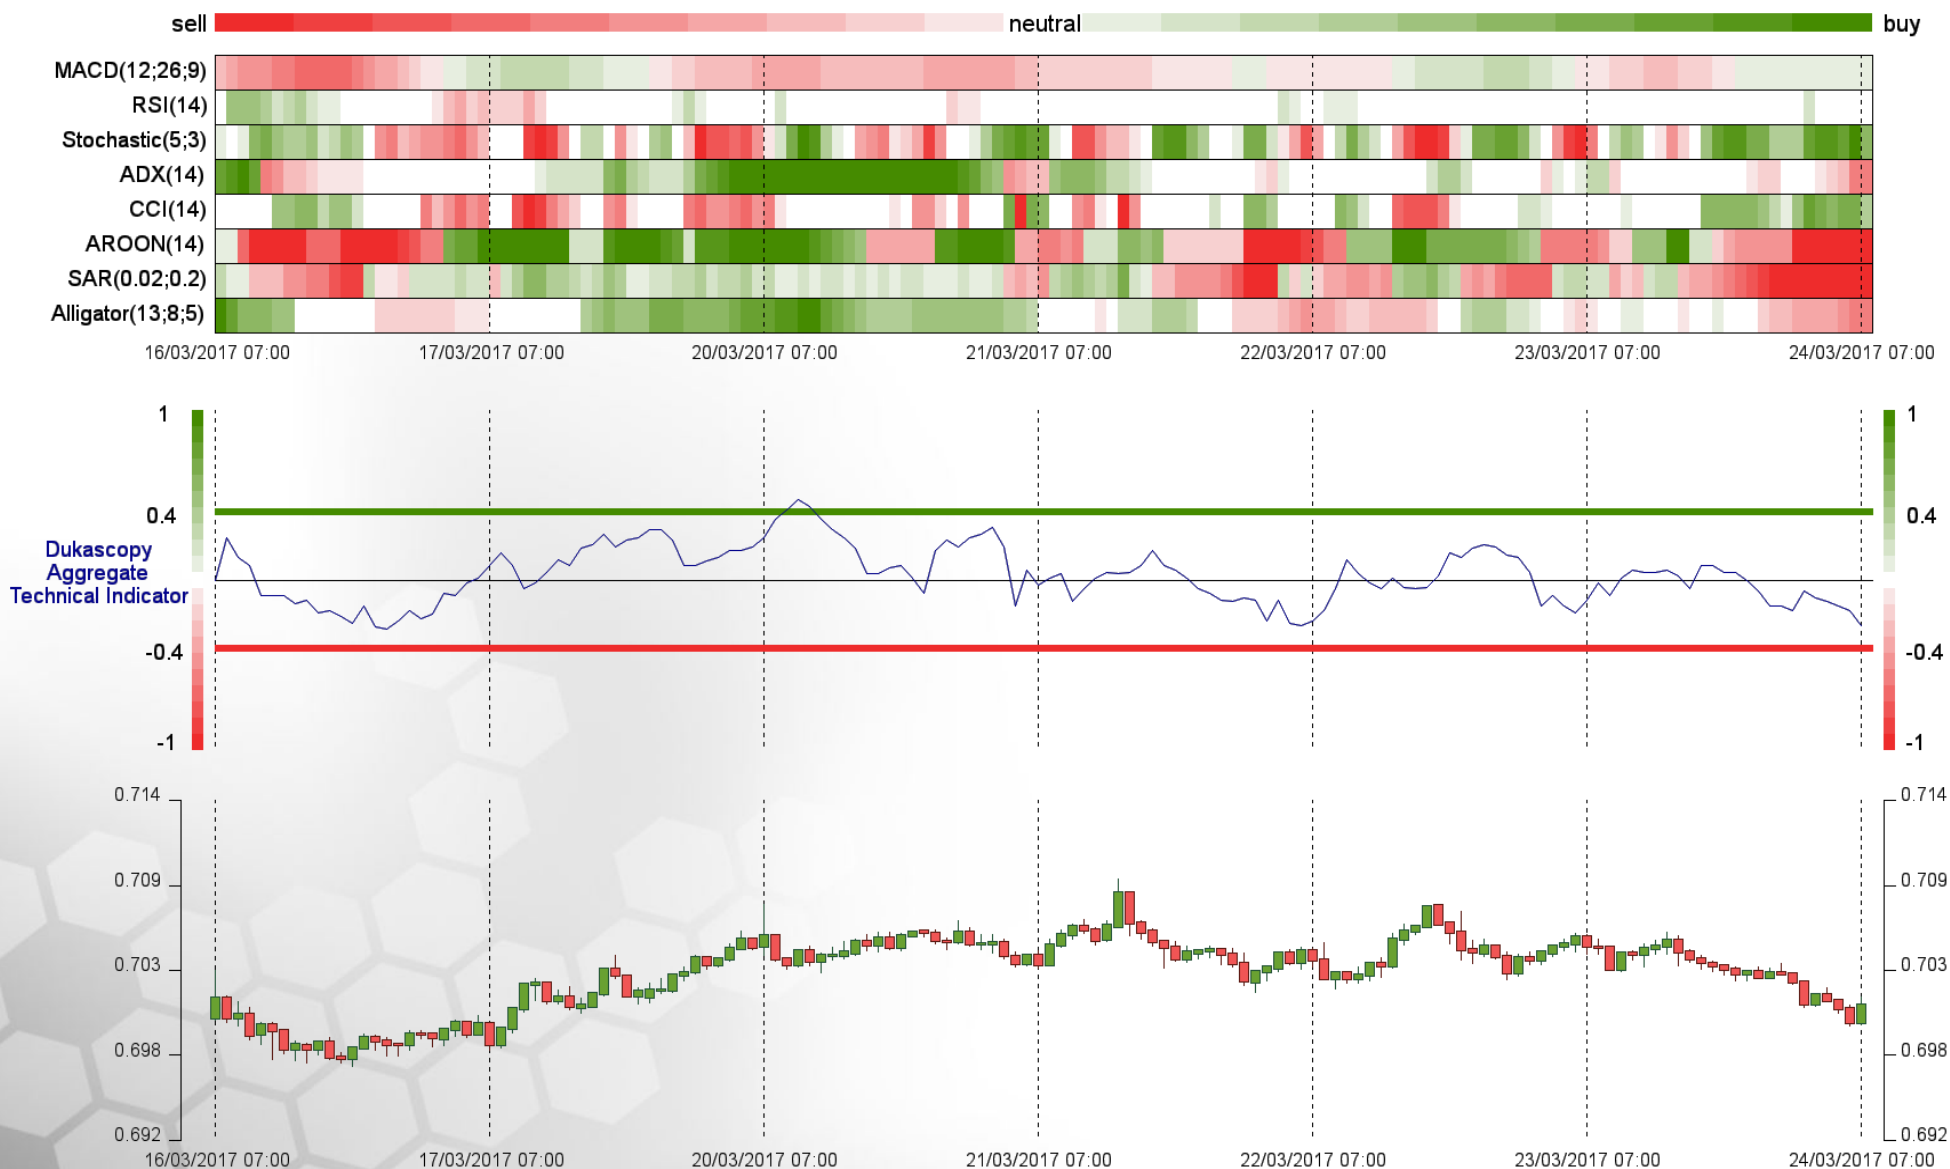 sell neutral buy
MACD(12;26;9)
RSI(14)
Stochastic(5;3)
ADX(14)
CCI(14)
AROON(14)
SAR(0.02;0.2)
Alligator(13;8;5)
16/03/2017 07:00 17/03/2017 07:00 20/03/2017 07:00 21/03/2017 07:00 22/03/2017 07:00 23/03/2017 07:00 24/03/2017 07:00
1 1
0.4 0.4
Dukascopy
Aggregate
Technical Indicator
-0.4 -0.4
-1 -1
0.714 0.714
0.709 0.709
0.703 0.703
0.698 0.698
0.692 0.692
16/03/2017 07:00 17/03/2017 07:00 20/03/2017 07:00 21/03/2017 07:00 22/03/2017 07:00 23/03/2017 07:00 24/03/2017 07:00